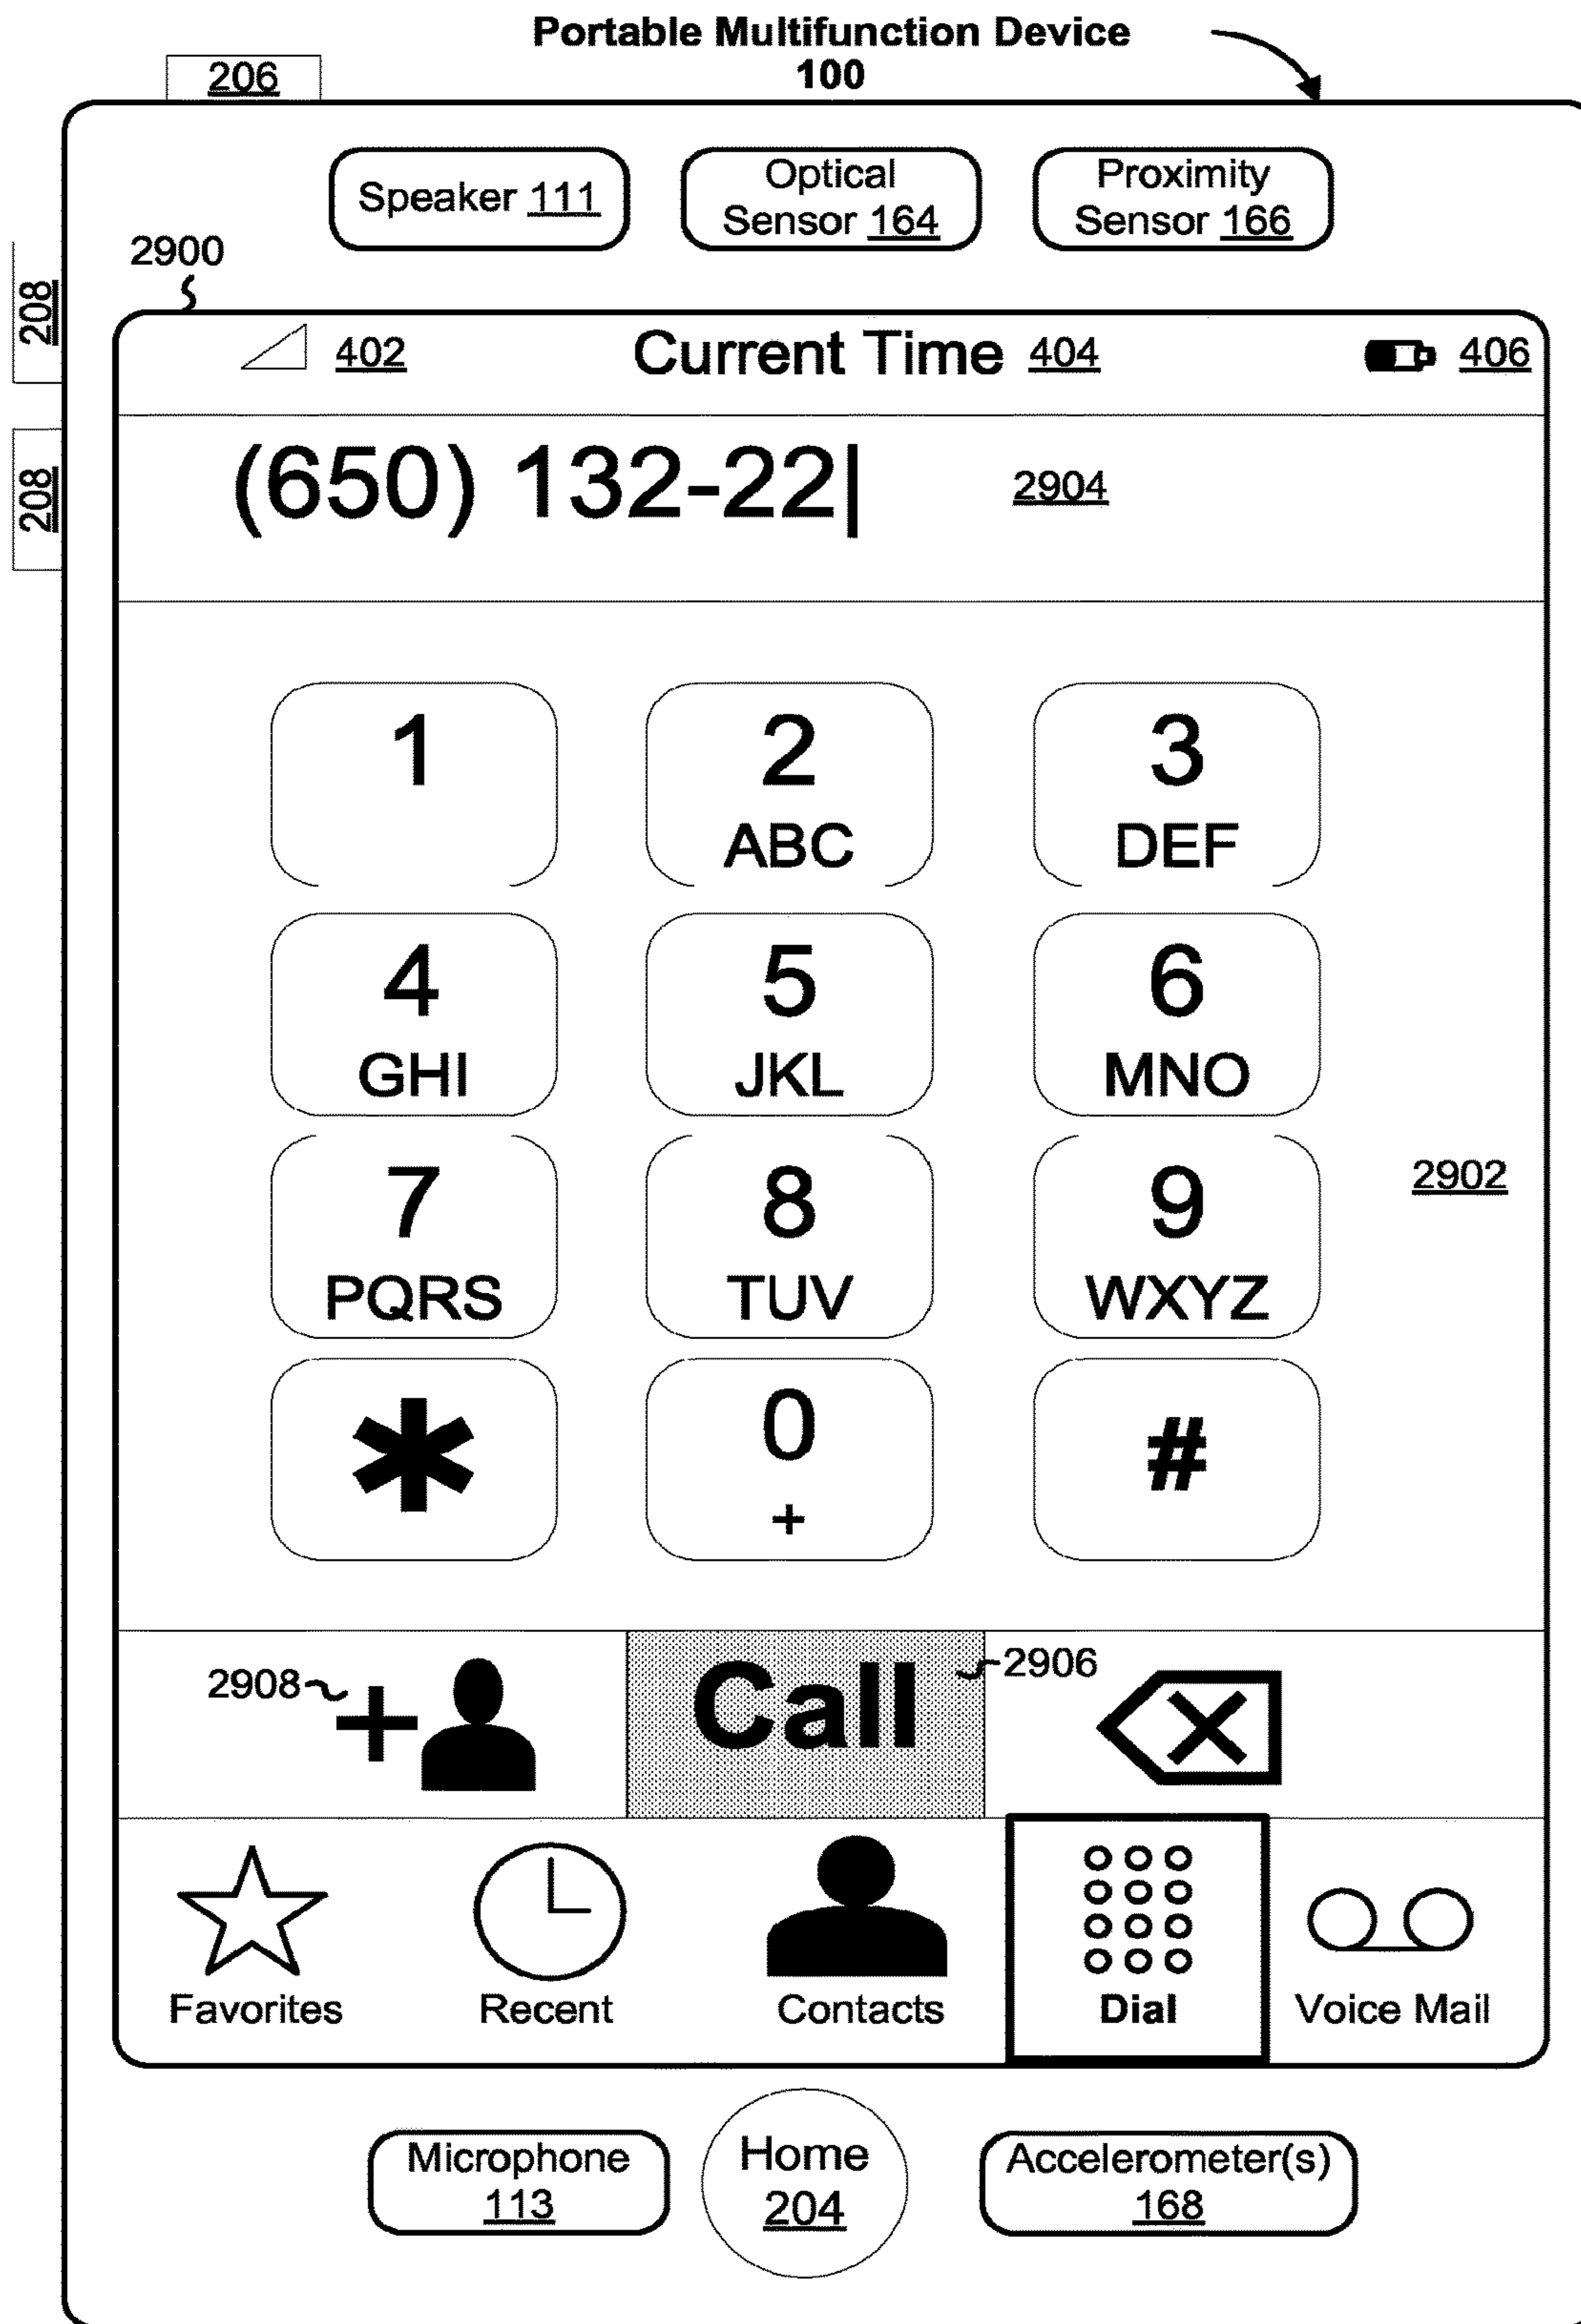 Portable Multifunction Device
100
206
Speaker 111
Optical
Sensor 164
Proximity
Sensor 166
2900
208
402
Current Time 404
406
208
(650) 132-22|
2904
1
2
ABC
3
DEF
4
GHI
5
JKL
6
MNO
7
PQRS
8
TUV
9
WXYZ
2902
*
0
+
#
2908
+
Call
2906
Favorites
Recent
Contacts
Dial
Voice Mail
Microphone
113
Home
204
Accelerometer(s)
168